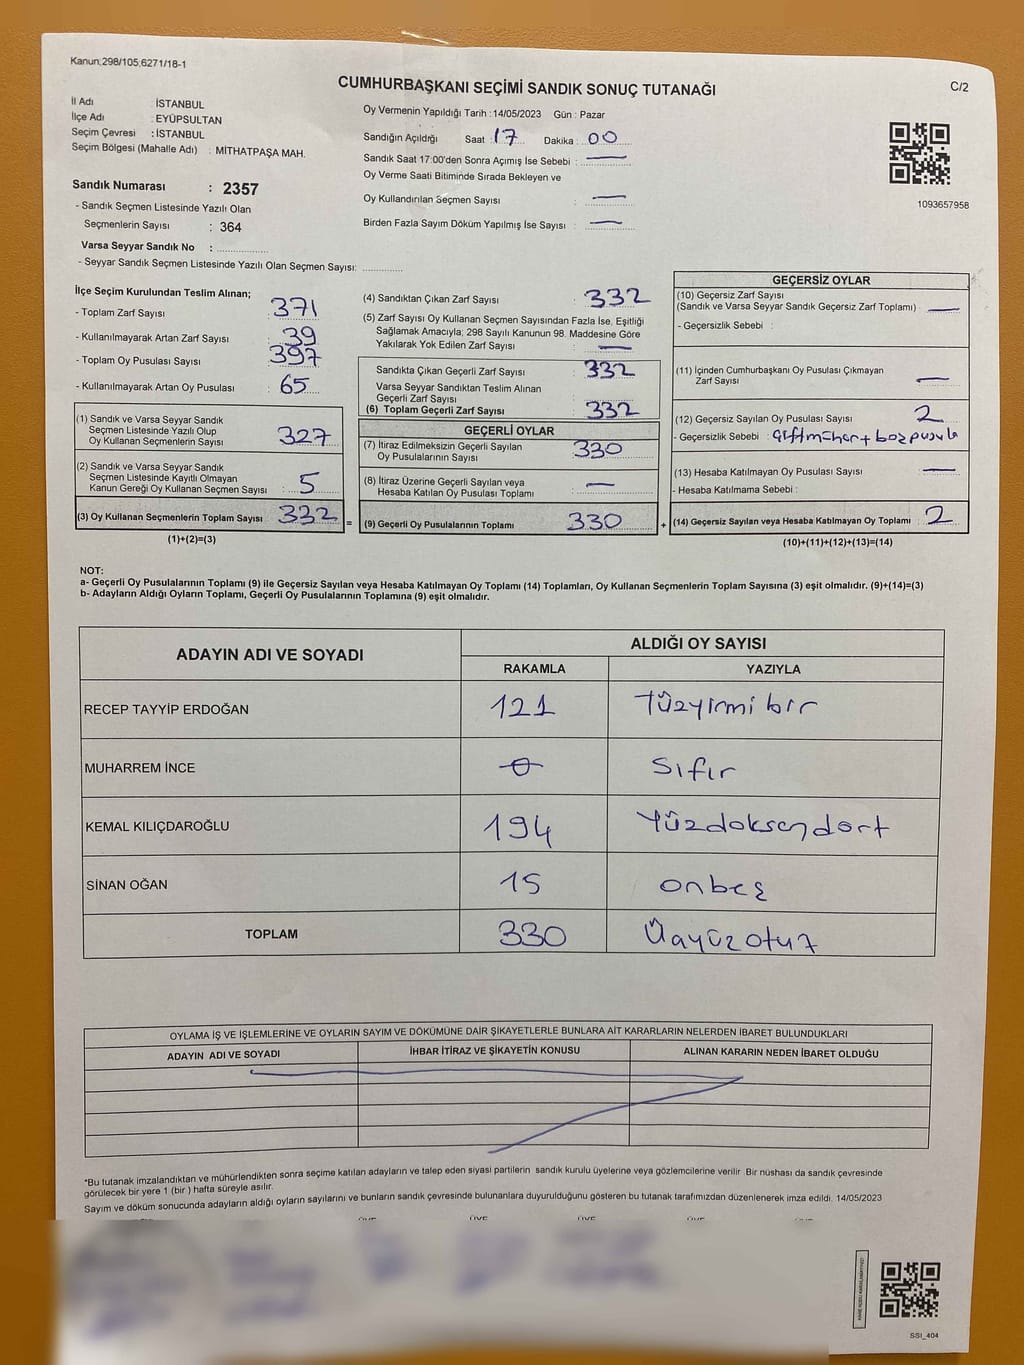 Kanun;298/105;6271/18-1
CUMHURBAŞKANI SEÇİMİ SANDIK SONUÇ TUTANAĞI
C/2
İl Adı : İSTANBUL
İlçe Adı : EYÜPSULTAN
Seçim Çevresi : İSTANBUL
Seçim Bölgesi (Mahalle Adı) : MİTHATPAŞA MAH.
Sandık Numarası : 2357
- Sandık Seçmen Listesinde Yazılı Olan
Seçmenlerin Sayısı : 364
Varsa Seyyar Sandık No :
- Seyyar Sandık Seçmen Listesinde Yazılı Olan Seçmen Sayısı:
Oy Vermenin Yapıldığı Tarih : 14/05/2023 Gün : Pazar
Sandığın Açıldığı Saat : 17 Dakika : 00
Sandık Saat 17:00'den Sonra Açımış İse Sebebi : —
Oy Verme Saati Bitiminde Sırada Bekleyen ve
Oy Kullandırılan Seçmen Sayısı : —
Birden Fazla Sayım Döküm Yapılmış İse Sayısı : —
1093657958
İlçe Seçim Kurulundan Teslim Alınan;
- Toplam Zarf Sayısı : 371
- Kullanılmayarak Artan Zarf Sayısı : 39
- Toplam Oy Pusulası Sayısı : 397
- Kullanılmayarak Artan Oy Pusulası : 65
(1) Sandık ve Varsa Seyyar Sandık
Seçmen Listesinde Yazılı Olup
Oy Kullanan Seçmenlerin Sayısı : 327
(2) Sandık ve Varsa Seyyar Sandık
Seçmen Listesinde Kayıtlı Olmayan
Kanun Gereği Oy Kullanan Seçmen Sayısı : 5
(3) Oy Kullanan Seçmenlerin Toplam Sayısı : 332
(1)+(2)=(3)
(4) Sandıktan Çıkan Zarf Sayısı : 332
(5) Zarf Sayısı Oy Kullanan Seçmen Sayısından Fazla İse, Eşitliği
Sağlamak Amacıyla; 298 Sayılı Kanunun 98. Maddesine Göre
Yakılarak Yok Edilen Zarf Sayısı : —
Sandıkta Çıkan Geçerli Zarf Sayısı : 332
Varsa Seyyar Sandıktan Teslim Alınan
Geçerli Zarf Sayısı :
(6) Toplam Geçerli Zarf Sayısı : 332
GEÇERLİ OYLAR
(7) İtiraz Edilmeksizin Geçerli Sayılan
Oy Pusulalarının Sayısı : 330
(8) İtiraz Üzerine Geçerli Sayılan veya
Hesaba Katılan Oy Pusulası Toplamı : —
= (9) Geçerli Oy Pusulalarının Toplamı 330
GEÇERSİZ OYLAR
(10) Geçersiz Zarf Sayısı
(Sandık ve Varsa Seyyar Sandık Geçersiz Zarf Toplamı) : —
- Geçersizlik Sebebi :
(11) İçinden Cumhurbaşkanı Oy Pusulası Çıkmayan
Zarf Sayısı : —
(12) Geçersiz Sayılan Oy Pusulası Sayısı : 2
- Geçersizlik Sebebi : çiftmühür+boşpusula
(13) Hesaba Katılmayan Oy Pusulası Sayısı : —
- Hesaba Katılmama Sebebi :
+ (14) Geçersiz Sayılan veya Hesaba Katılmayan Oy Toplamı 2
(10)+(11)+(12)+(13)=(14)
NOT:
a- Geçerli Oy Pusulalarının Toplamı (9) ile Geçersiz Sayılan veya Hesaba Katılmayan Oy Toplamı (14) Toplamları, Oy Kullanan Seçmenlerin Toplam Sayısına (3) eşit olmalıdır. (9)+(14)=(3)
b- Adayların Aldığı Oyların Toplamı, Geçerli Oy Pusulalarının Toplamına (9) eşit olmalıdır.
ADAYIN ADI VE SOYADI ALDIĞI OY SAYISI
RAKAMLA YAZIYLA
RECEP TAYYİP ERDOĞAN 121 Yüzyirmi bir
MUHARREM İNCE 0 Sıfır
KEMAL KILIÇDAROĞLU 194 Yüzdoksandört
SİNAN OĞAN 15 onbeş
TOPLAM 330 Üçyüzotuz
OYLAMA İŞ VE İŞLEMLERİNE VE OYLARIN SAYIM VE DÖKÜMÜNE DAİR ŞİKAYETLERLE BUNLARA AİT KARARLARIN NELERDEN İBARET BULUNDUKLARI
ADAYIN ADI VE SOYADI İHBAR İTİRAZ VE ŞİKAYETİN KONUSU ALINAN KARARIN NEDEN İBARET OLDUĞU
*Bu tutanak imzalandıktan ve mühürlendikten sonra seçime katılan adayların ve talep eden siyasi partilerin sandık kurulu üyelerine veya gözlemcilerine verilir. Bir nüshası da sandık çevresinde
görülecek bir yere 1 (bir ) hafta süreyle asılır.
Sayım ve döküm sonucunda adayların aldığı oyların sayılarını ve bunların sandık çevresinde bulunanlara duyurulduğunu gösteren bu tutanak tarafımızdan düzenlenerek imza edildi. 14/05/2023
ÜYE ÜYE ÜYE ÜYE
SSI_404